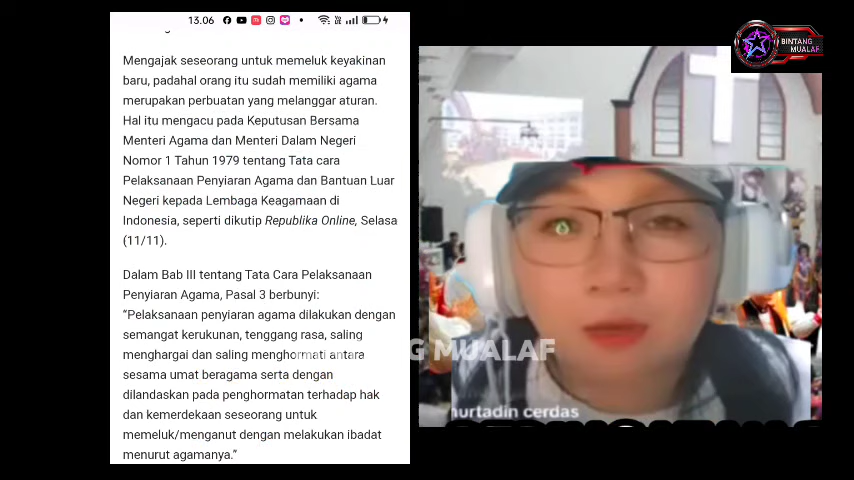 13.06
Mengajak seseorang untuk memeluk keyakinan
baru, padahal orang itu sudah memiliki agama
merupakan perbuatan yang melanggar aturan.
Hal itu mengacu pada Keputusan Bersama
Menteri Agama dan Menteri Dalam Negeri
Nomor 1 Tahun 1979 tentang Tata cara
Pelaksanaan Penyiaran Agama dan Bantuan Luar
Negeri kepada Lembaga Keagamaan di
Indonesia, seperti dikutip Republika Online, Selasa
(11/11).
Dalam Bab III tentang Tata Cara Pelaksanaan
Penyiaran Agama, Pasal 3 berbunyi:
“Pelaksanaan penyiaran agama dilakukan dengan
semangat kerukunan, tenggang rasa, saling
menghargai dan saling menghormati antara
sesama umat beragama serta dengan
dilandaskan pada penghormatan terhadap hak
dan kemerdekaan seseorang untuk
memeluk/menganut dengan melakukan ibadat
menurut agamanya.”
BINTANG
MUALAF
MUALAF
nurtadin cerdas